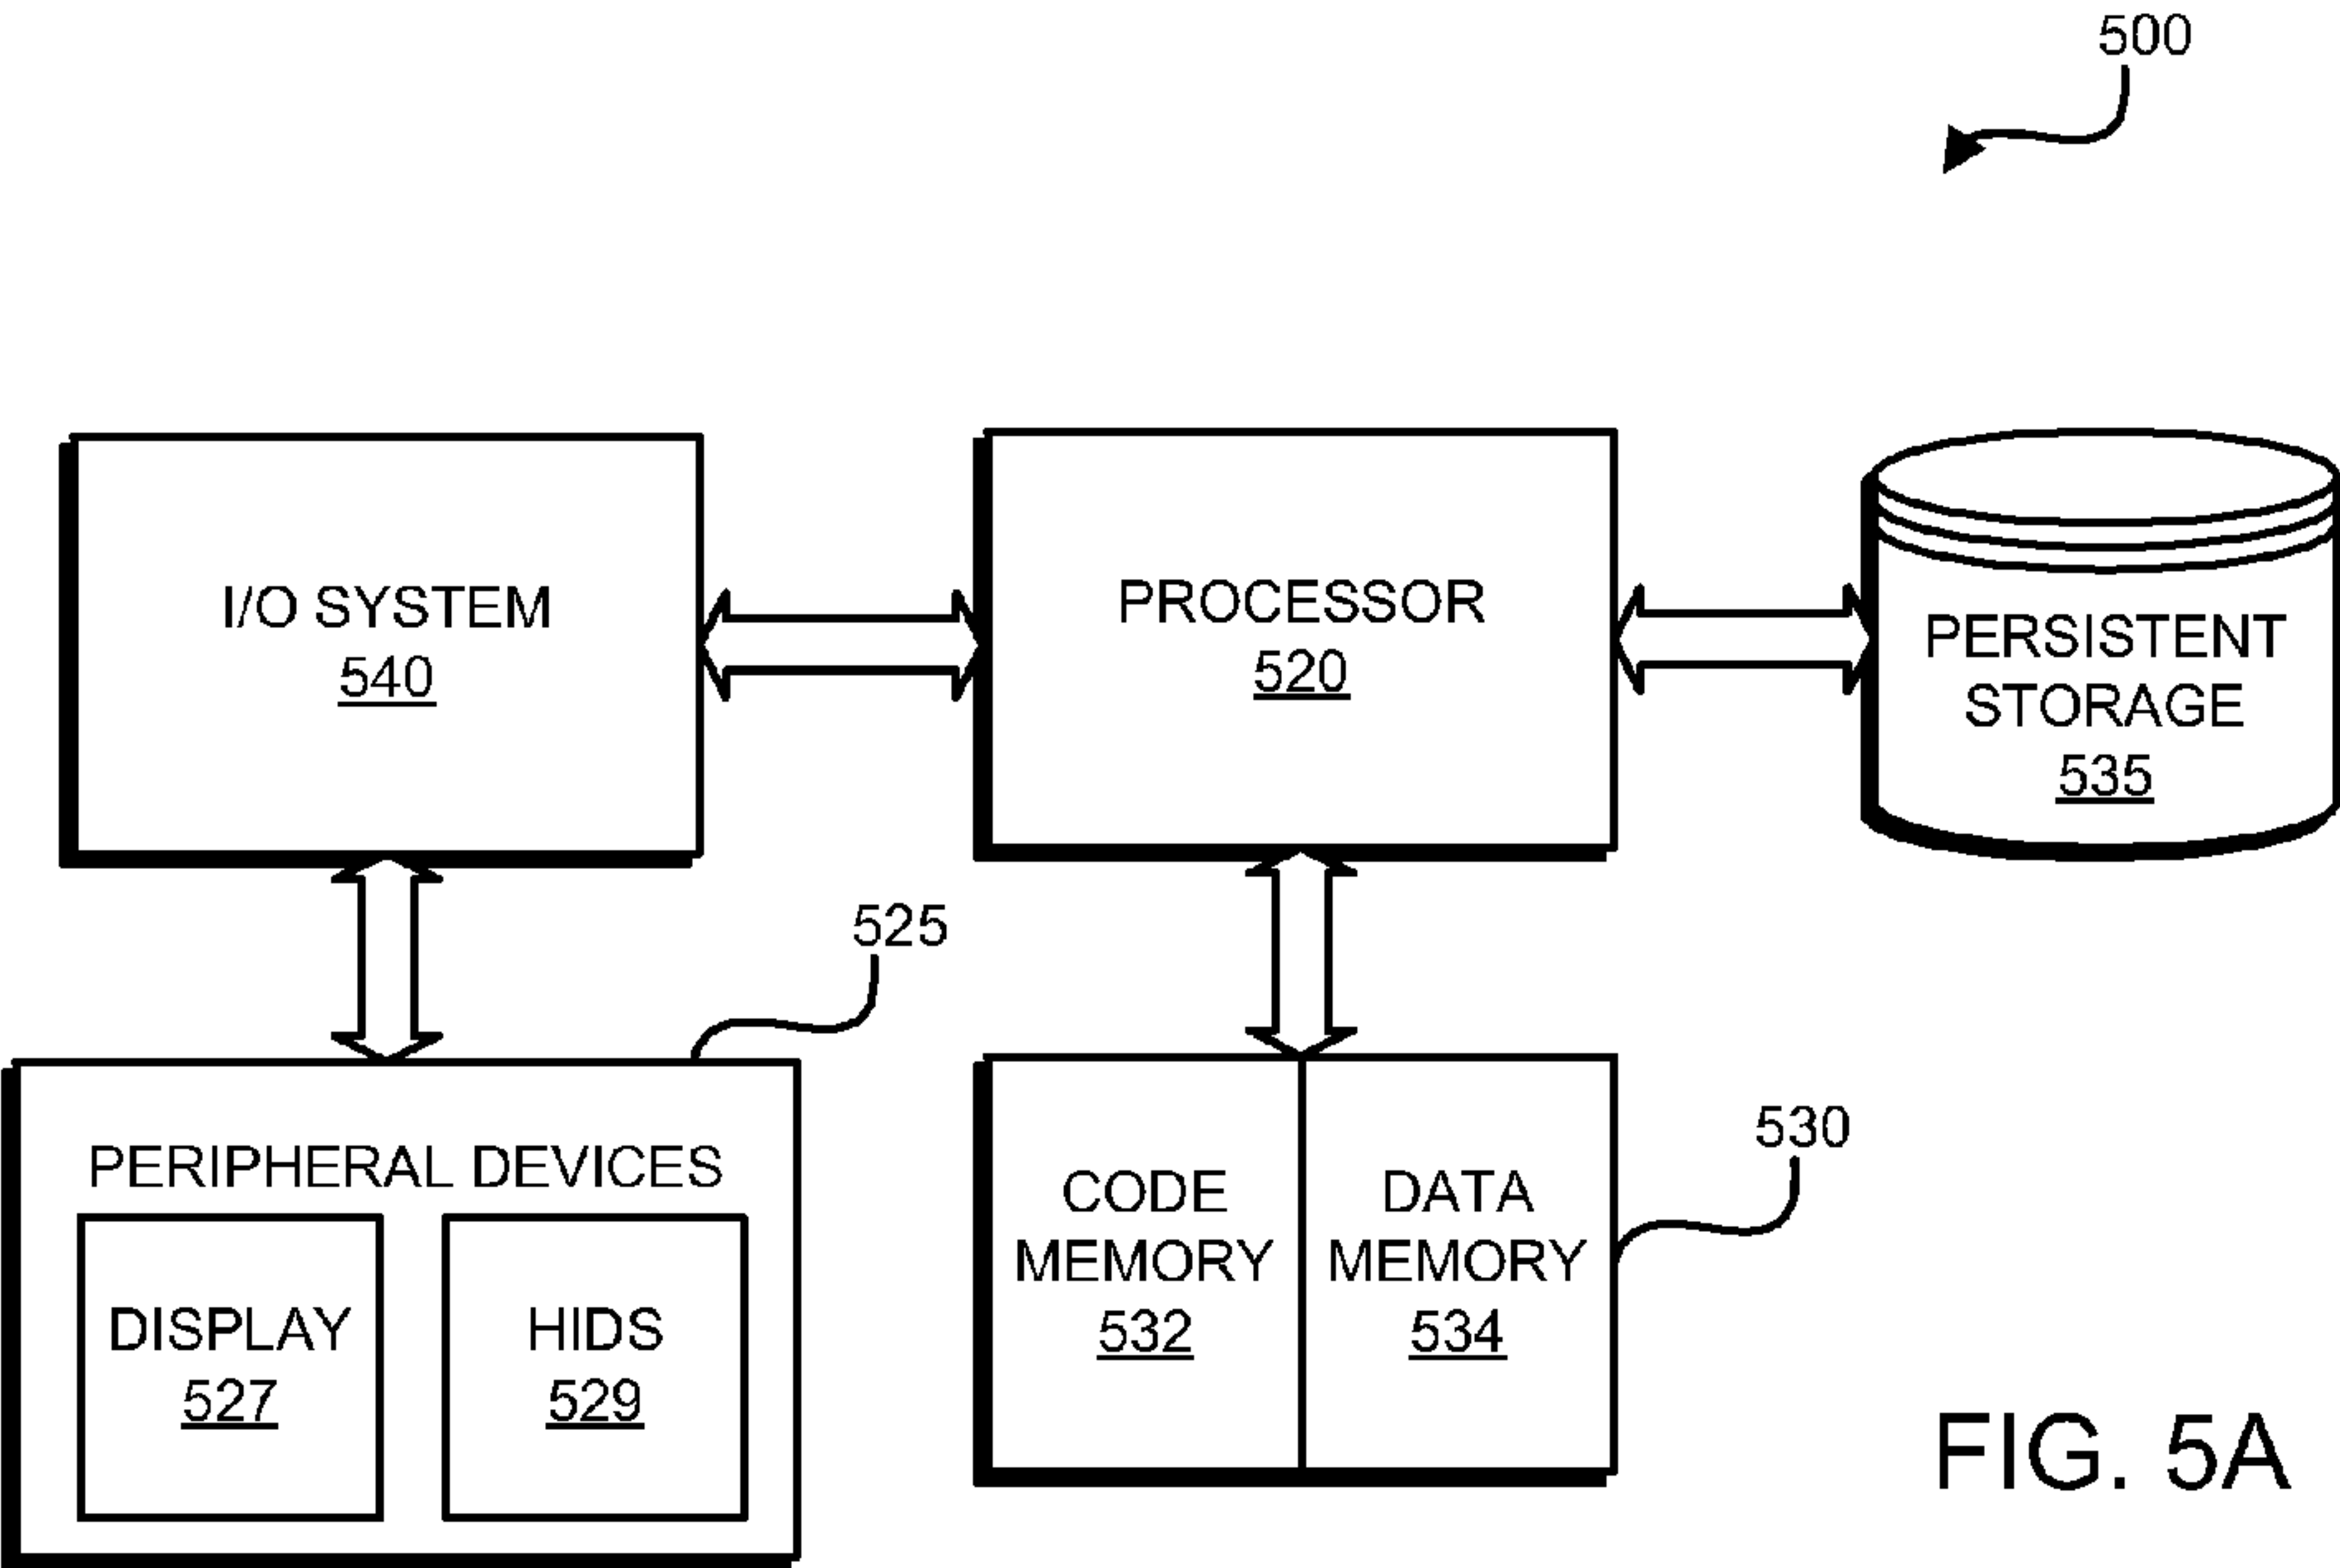 500
I/O SYSTEM
540
PROCESSOR
520
PERSISTENT
STORAGE
535
525
PERIPHERAL DEVICES
DISPLAY
527
HIDS
529
CODE
MEMORY
532
DATA
MEMORY
534
530
FIG. 5A